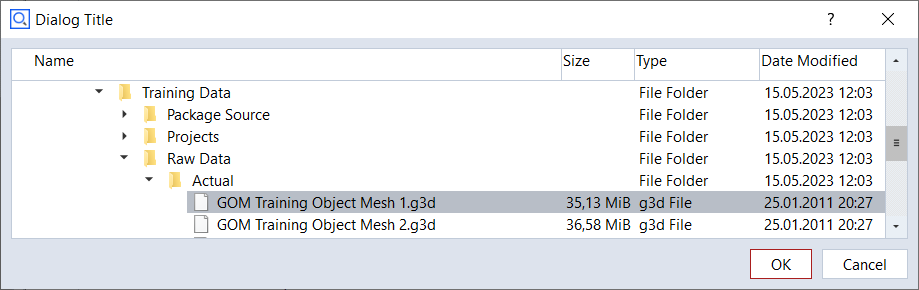 Dialog Title ?
Name Size Type Date Modified
Training Data File Folder 15.05.2023 12:03
Package Source File Folder 15.05.2023 12:03
Projects File Folder 15.05.2023 12:03
Raw Data File Folder 15.05.2023 12:03
Actual File Folder 15.05.2023 12:03
GOM Training Object Mesh 1.g3d 35,13 MiB g3d File 25.01.2011 20:27
GOM Training Object Mesh 2.g3d 36,58 MiB g3d File 25.01.2011 20:27
OK Cancel